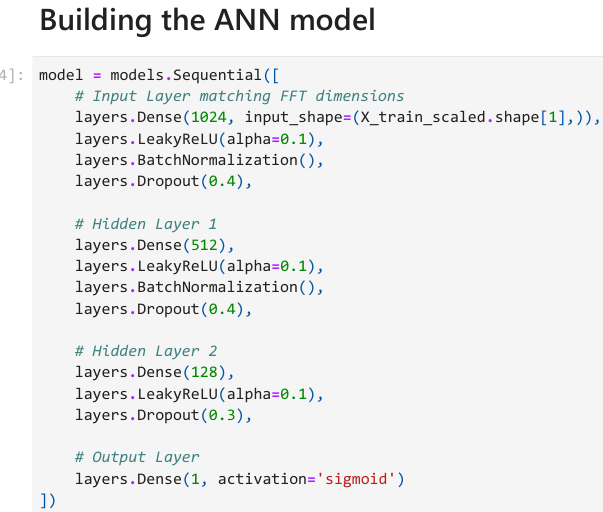 Building the ANN model
4]:
model = models.Sequential([
    # Input Layer matching FFT dimensions
    layers.Dense(1024, input_shape=(X_train_scaled.shape[1],)),
    layers.LeakyReLU(alpha=0.1),
    layers.BatchNormalization(),
    layers.Dropout(0.4),
    # Hidden Layer 1
    layers.Dense(512),
    layers.LeakyReLU(alpha=0.1),
    layers.BatchNormalization(),
    layers.Dropout(0.4),
    # Hidden Layer 2
    layers.Dense(128),
    layers.LeakyReLU(alpha=0.1),
    layers.Dropout(0.3),
    # Output Layer
    layers.Dense(1, activation='sigmoid')
])